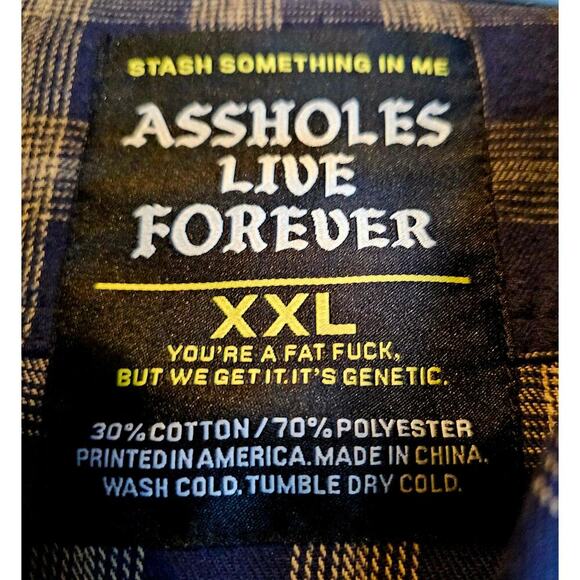 STASH SOMETHING IN ME
ASSHOLES
LIVE
FOREVER
XXL
YOU'RE A FAT FUCK,
BUT WE GET IT.IT'S GENETIC.
30% COTTON/70% POLYESTER
PRINTED IN AMERICA.MADE IN CHINA.
WASH COLD.TUMBLE DRY COLD.